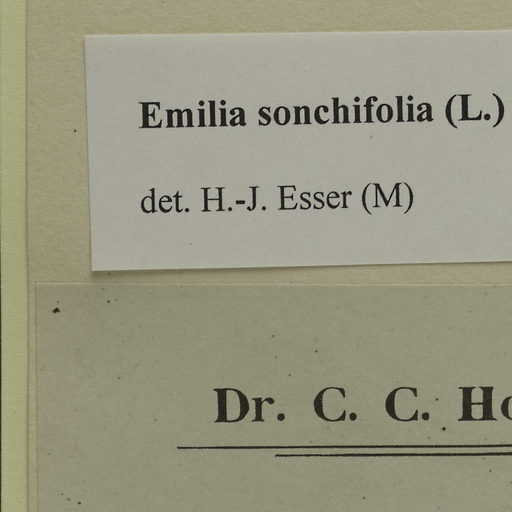 Emilia sonchifolia (L.)
det. H.-J. Esser (M)
Dr. C. C.